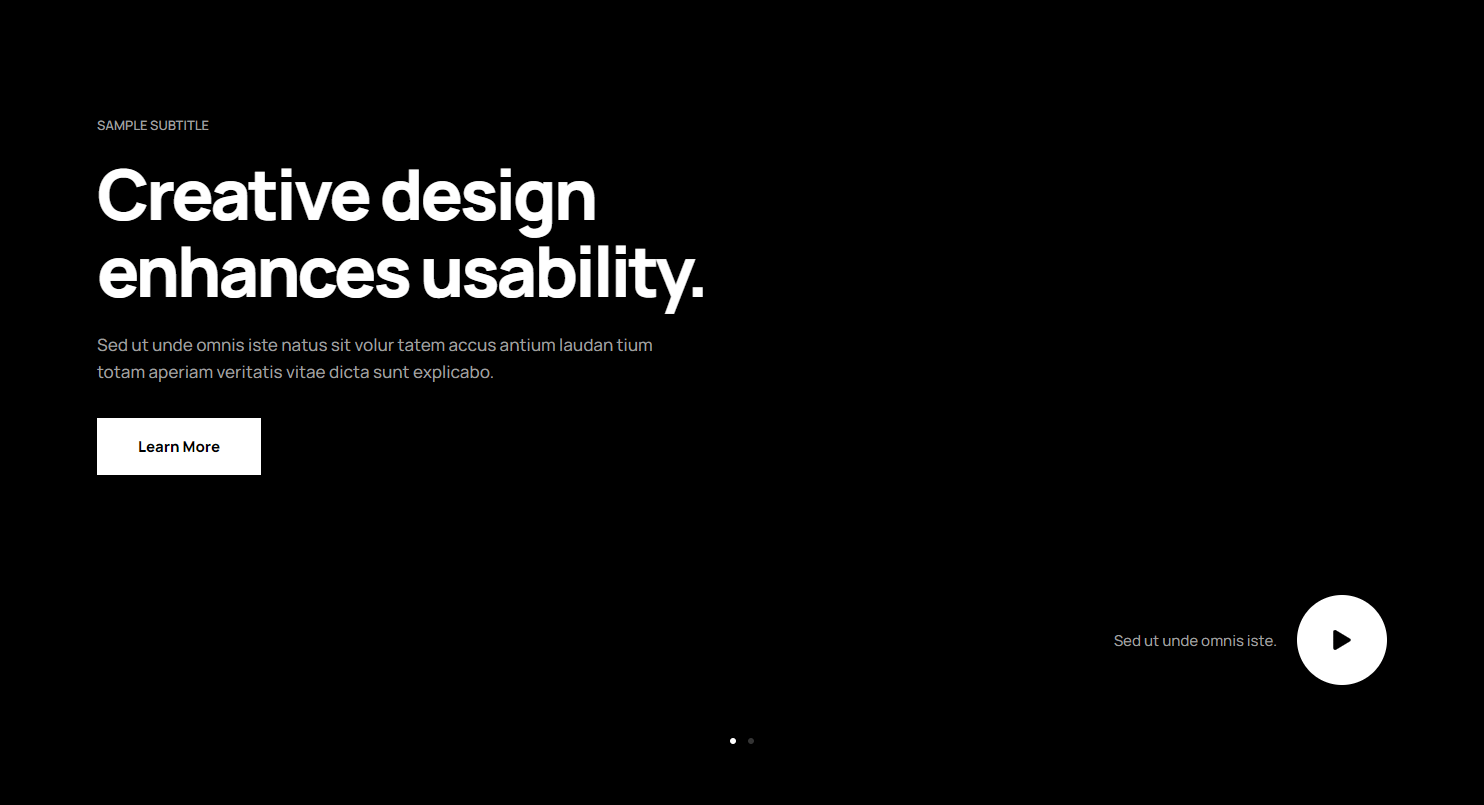 SAMPLE SUBTITLE
Creative design
enhances usability.
Sed ut unde omnis iste natus sit volur tatem accus antium laudan tium
totam aperiam veritatis vitae dicta sunt explicabo.
Learn More
Sed ut unde omnis iste.